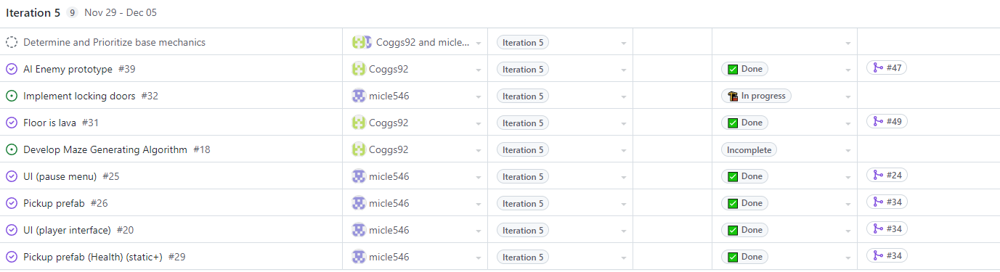 Iteration 5 9 Nov 29 - Dec 05
Determine and Prioritize base mechanics Coggs92 and micle... Iteration 5
AI Enemy prototype #39 Coggs92 Iteration 5 Done #47
Implement locking doors #32 micle546 Iteration 5 In progress
Floor is lava #31 Coggs92 Iteration 5 Done #49
Develop Maze Generating Algorithm #18 Coggs92 Iteration 5 Incomplete
UI (pause menu) #25 micle546 Iteration 5 Done #24
Pickup prefab #26 micle546 Iteration 5 Done #34
UI (player interface) #20 micle546 Iteration 5 Done #34
Pickup prefab (Health) (static+) #29 micle546 Iteration 5 Done #34